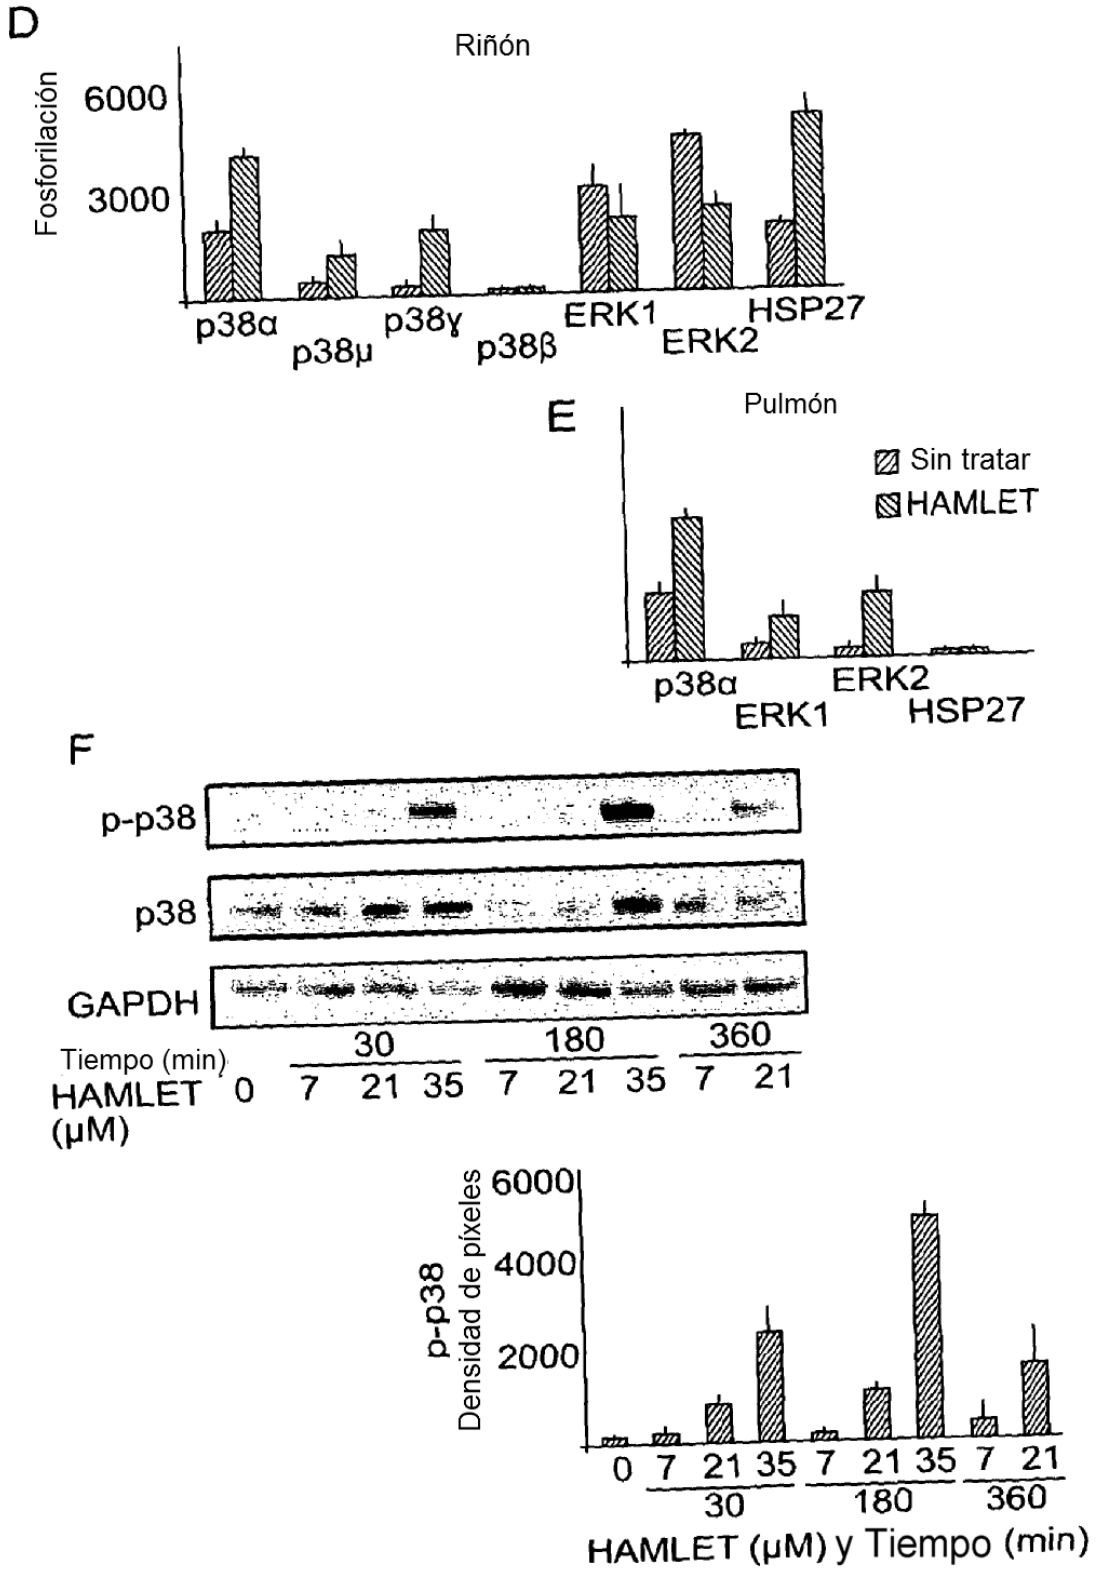 D
Riñón
Fosforilación
6000
3000
p38α
p38μ
p38γ
p38β
ERK1
ERK2
HSP27
E
Pulmón
Sin tratar
HAMLET
p38α
ERK1
ERK2
HSP27
F
p-p38
p38
GAPDH
Tiempo (min) 30 180 360
HAMLET 0 7 21 35 7 21 35 7 21
(μM)
p-p38
Densidad de píxeles
6000
4000
2000
0 7 21 35 7 21 35 7 21
30 180 360
HAMLET (μM) y Tiempo (min)